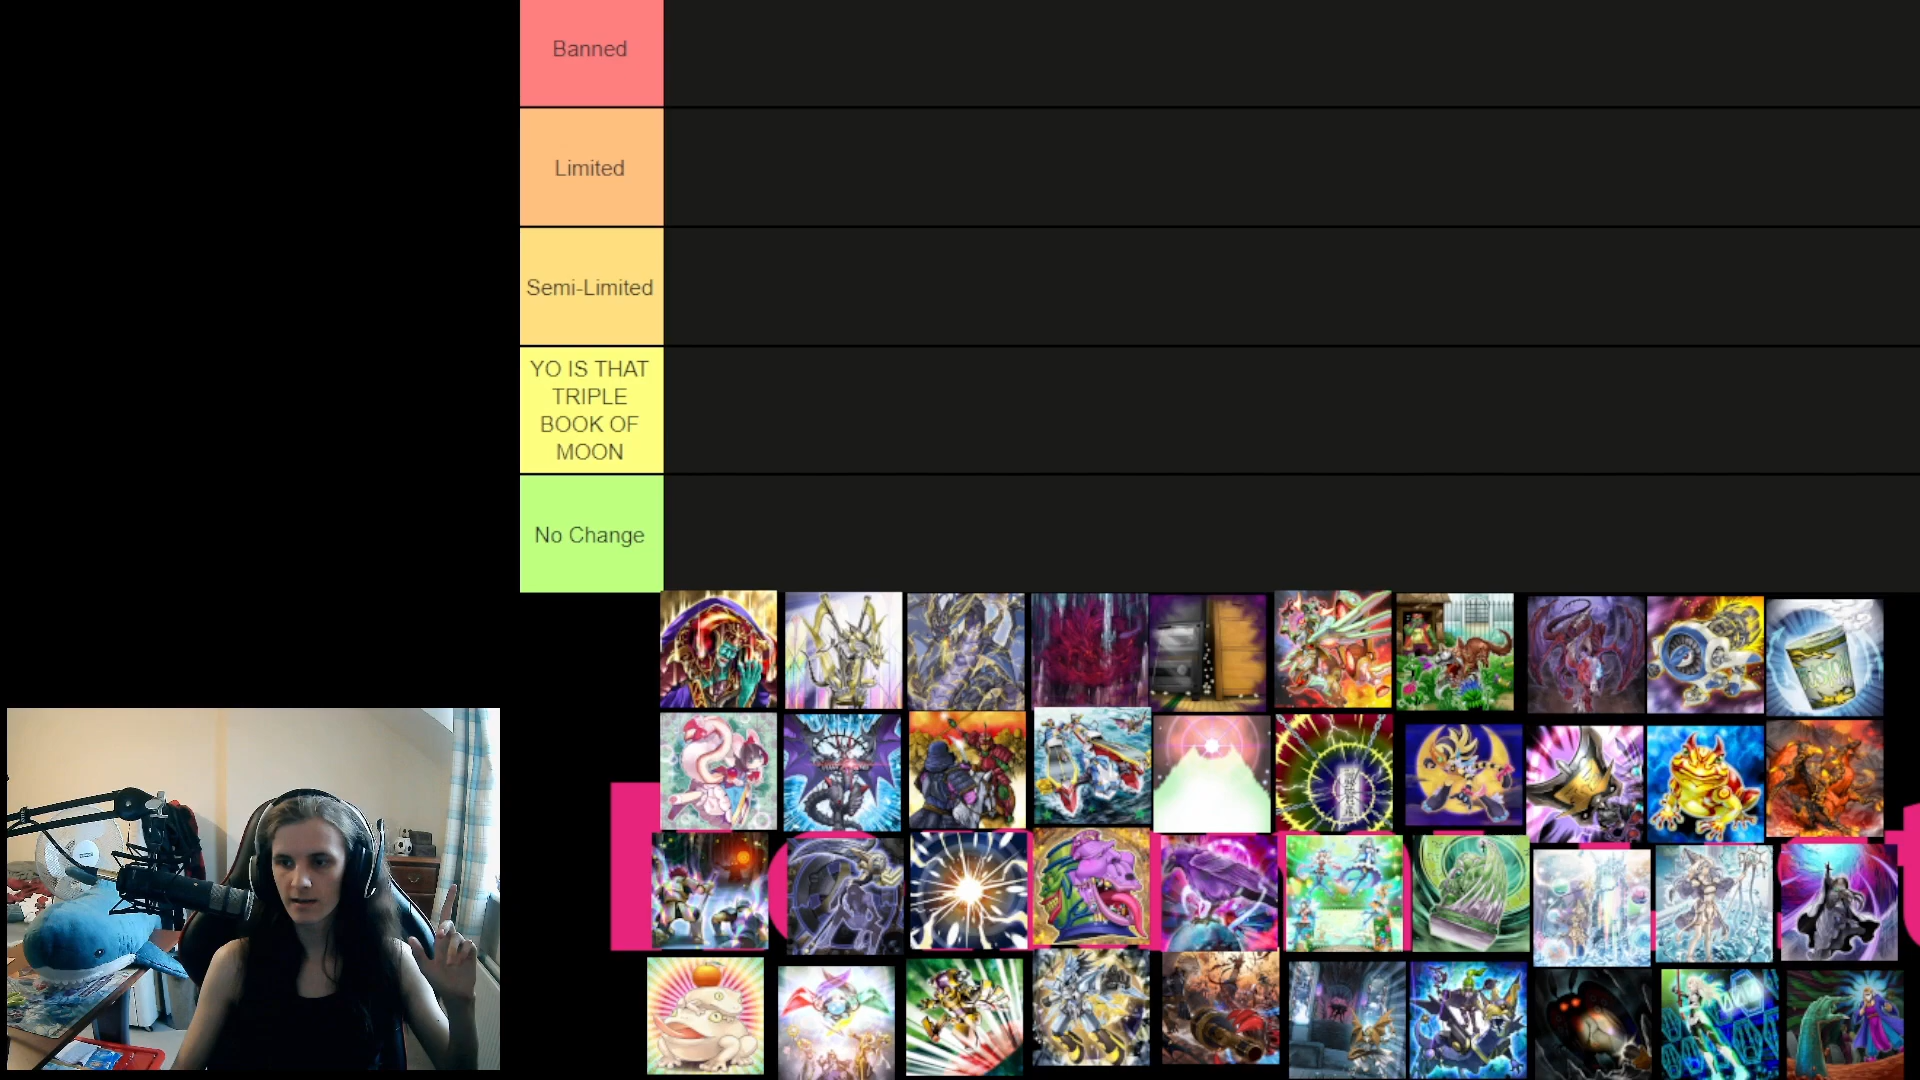 Banned
Limited
Semi-Limited
YO IS THAT
TRIPLE
BOOK OF
MOON
No Change